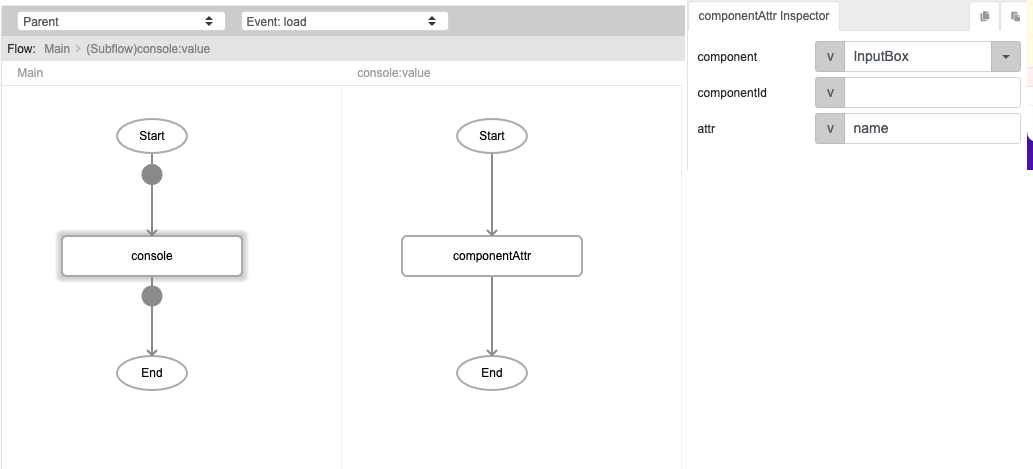 Parent
Event: load
Flow: Main > (Subflow)console:value
Main
console:value
Start
console
End
Start
componentAttr
End
componentAttr Inspector
component
v
InputBox
componentId
v
attr
v
name